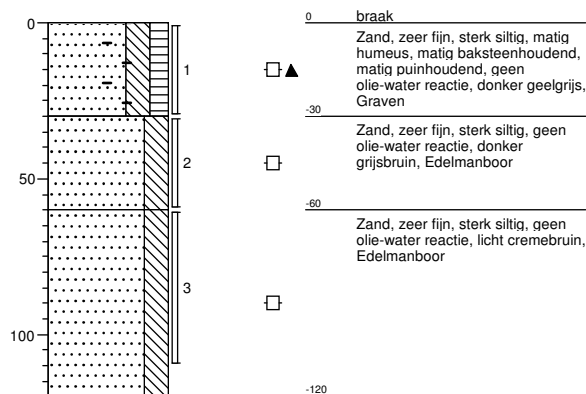 0
50
100
1
2
3
0 braak
Zand, zeer fijn, sterk siltig, matig
humeus, matig baksteenhoudend,
matig puinhoudend, geen
olie-water reactie, donker geelgrijs,
Graven
-30
Zand, zeer fijn, sterk siltig, geen
olie-water reactie, donker
grijsbruin, Edelmanboor
-60
Zand, zeer fijn, sterk siltig, geen
olie-water reactie, licht cremebruin,
Edelmanboor
-120